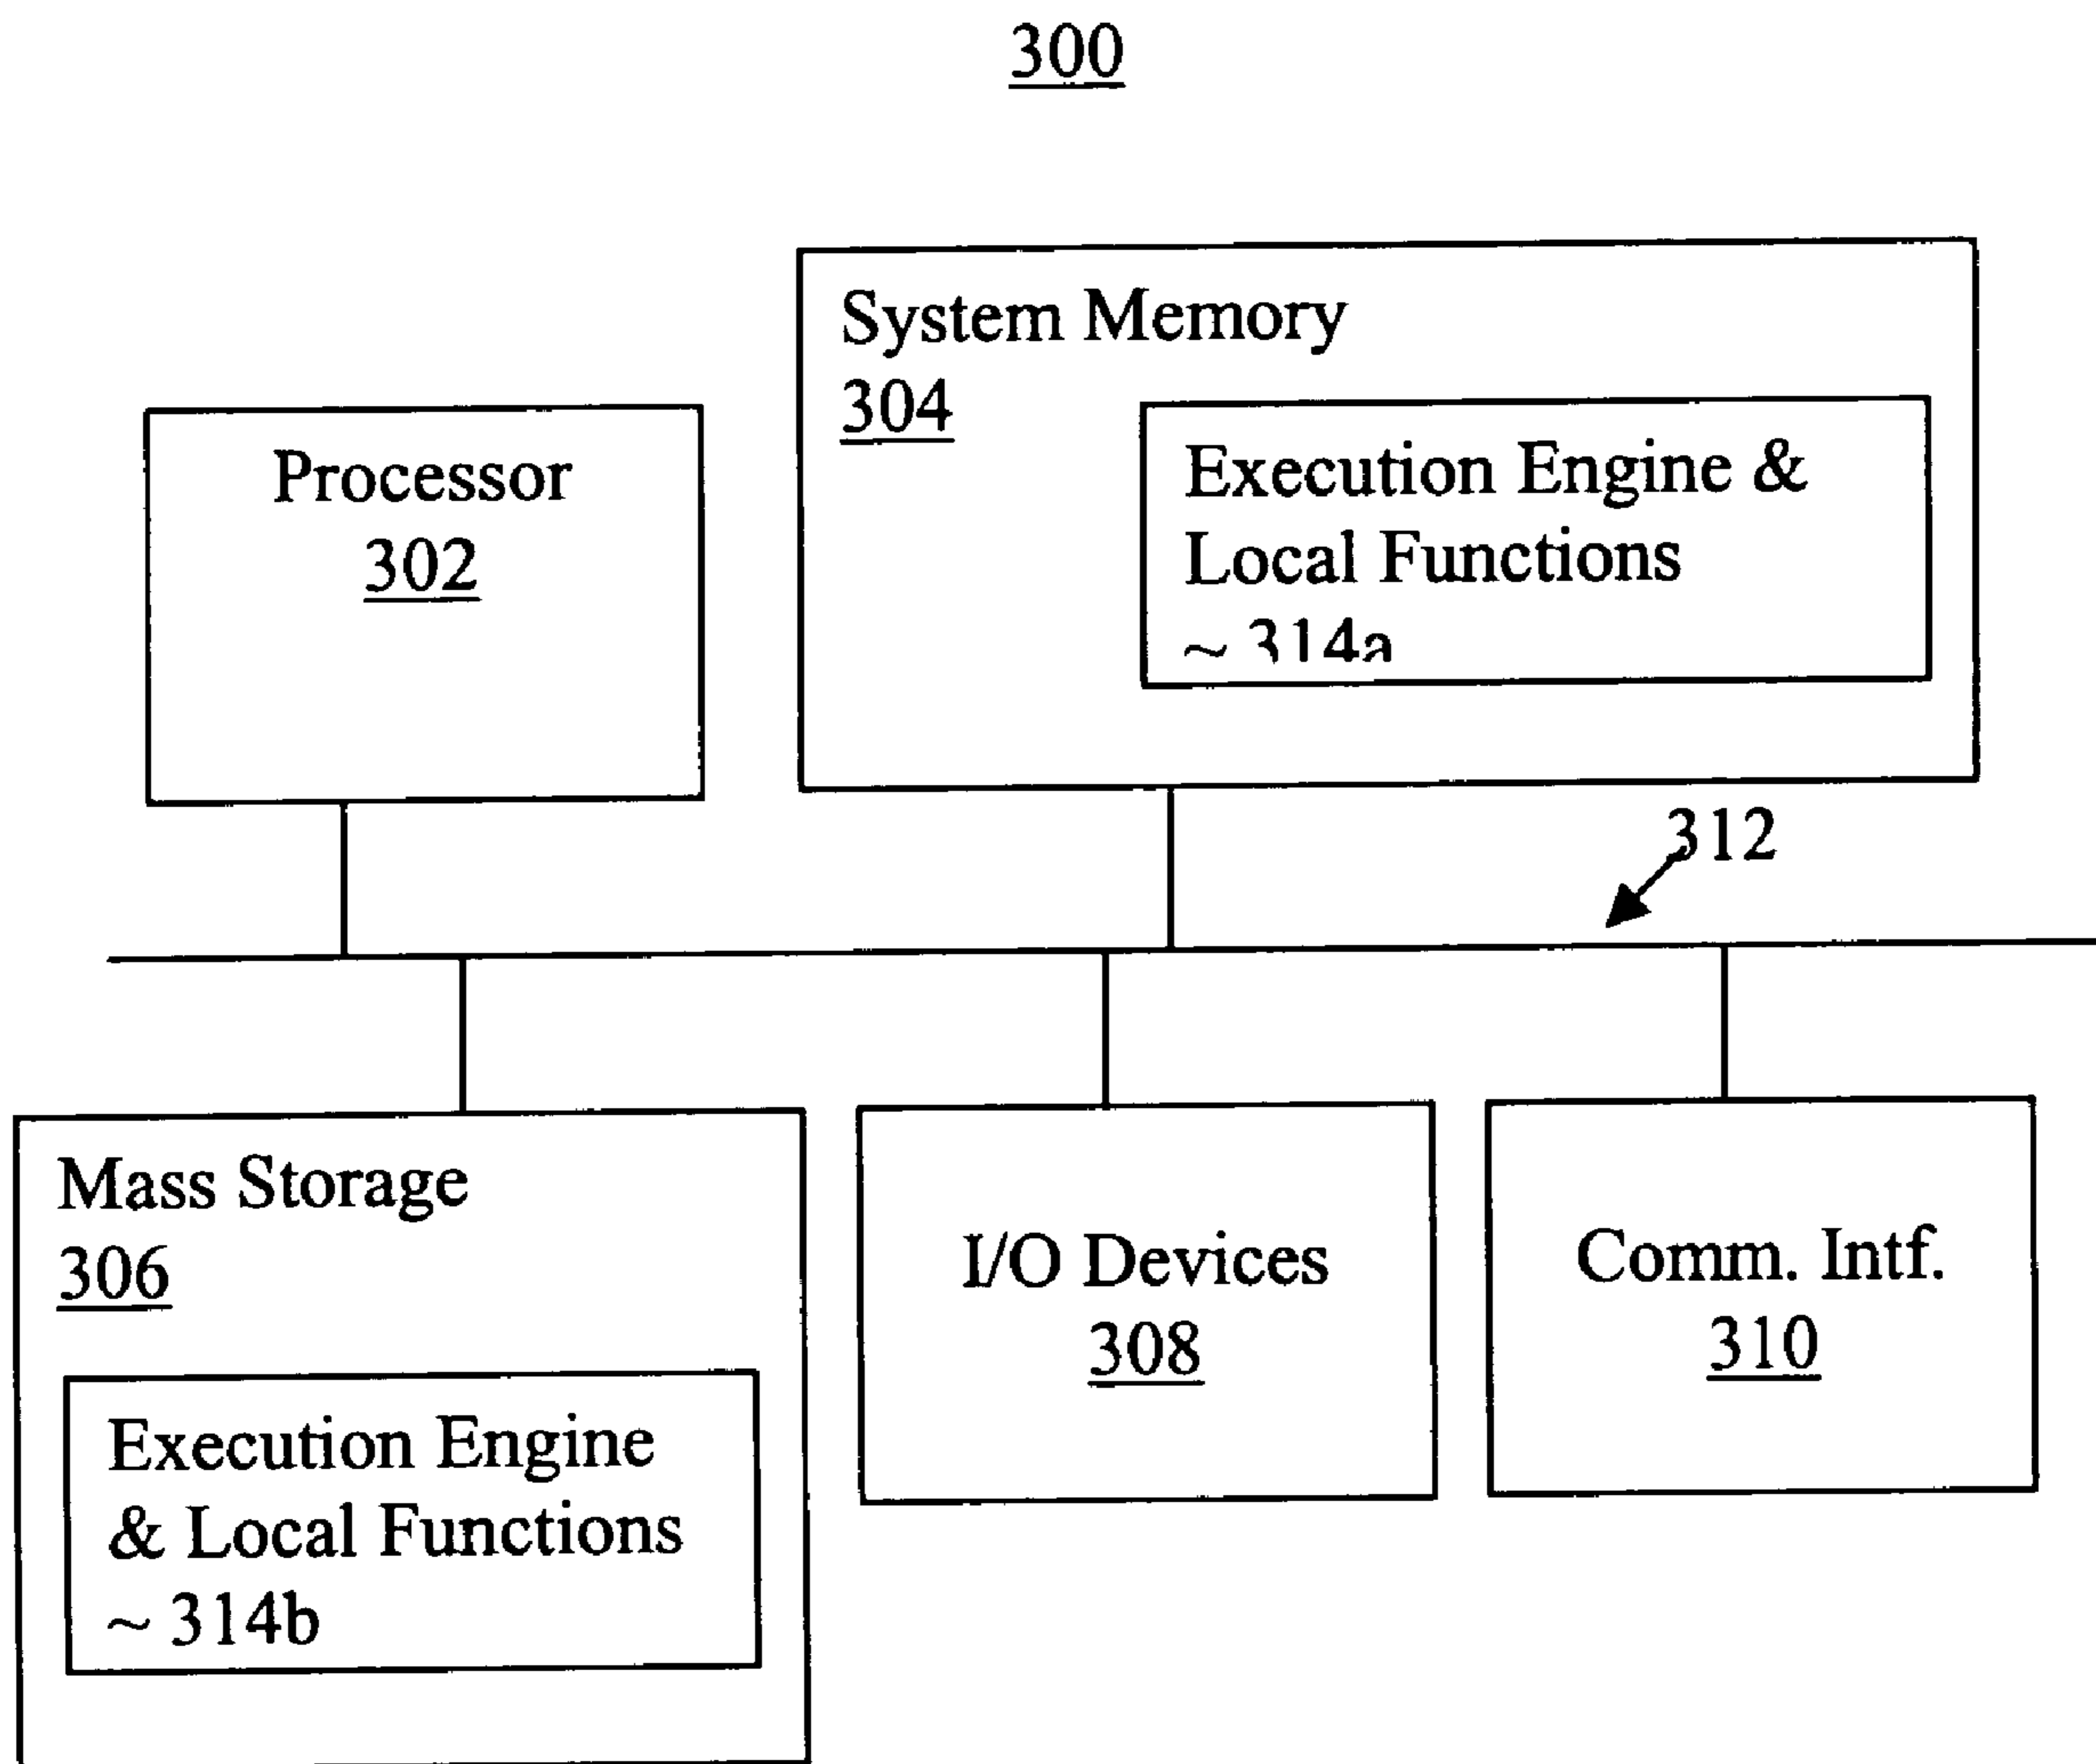 300
System Memory
304
Execution Engine &
Local Functions
~ 314a
Processor
302
312
Mass Storage
306
Execution Engine
& Local Functions
~ 314b
I/O Devices
308
Comm. Intf.
310